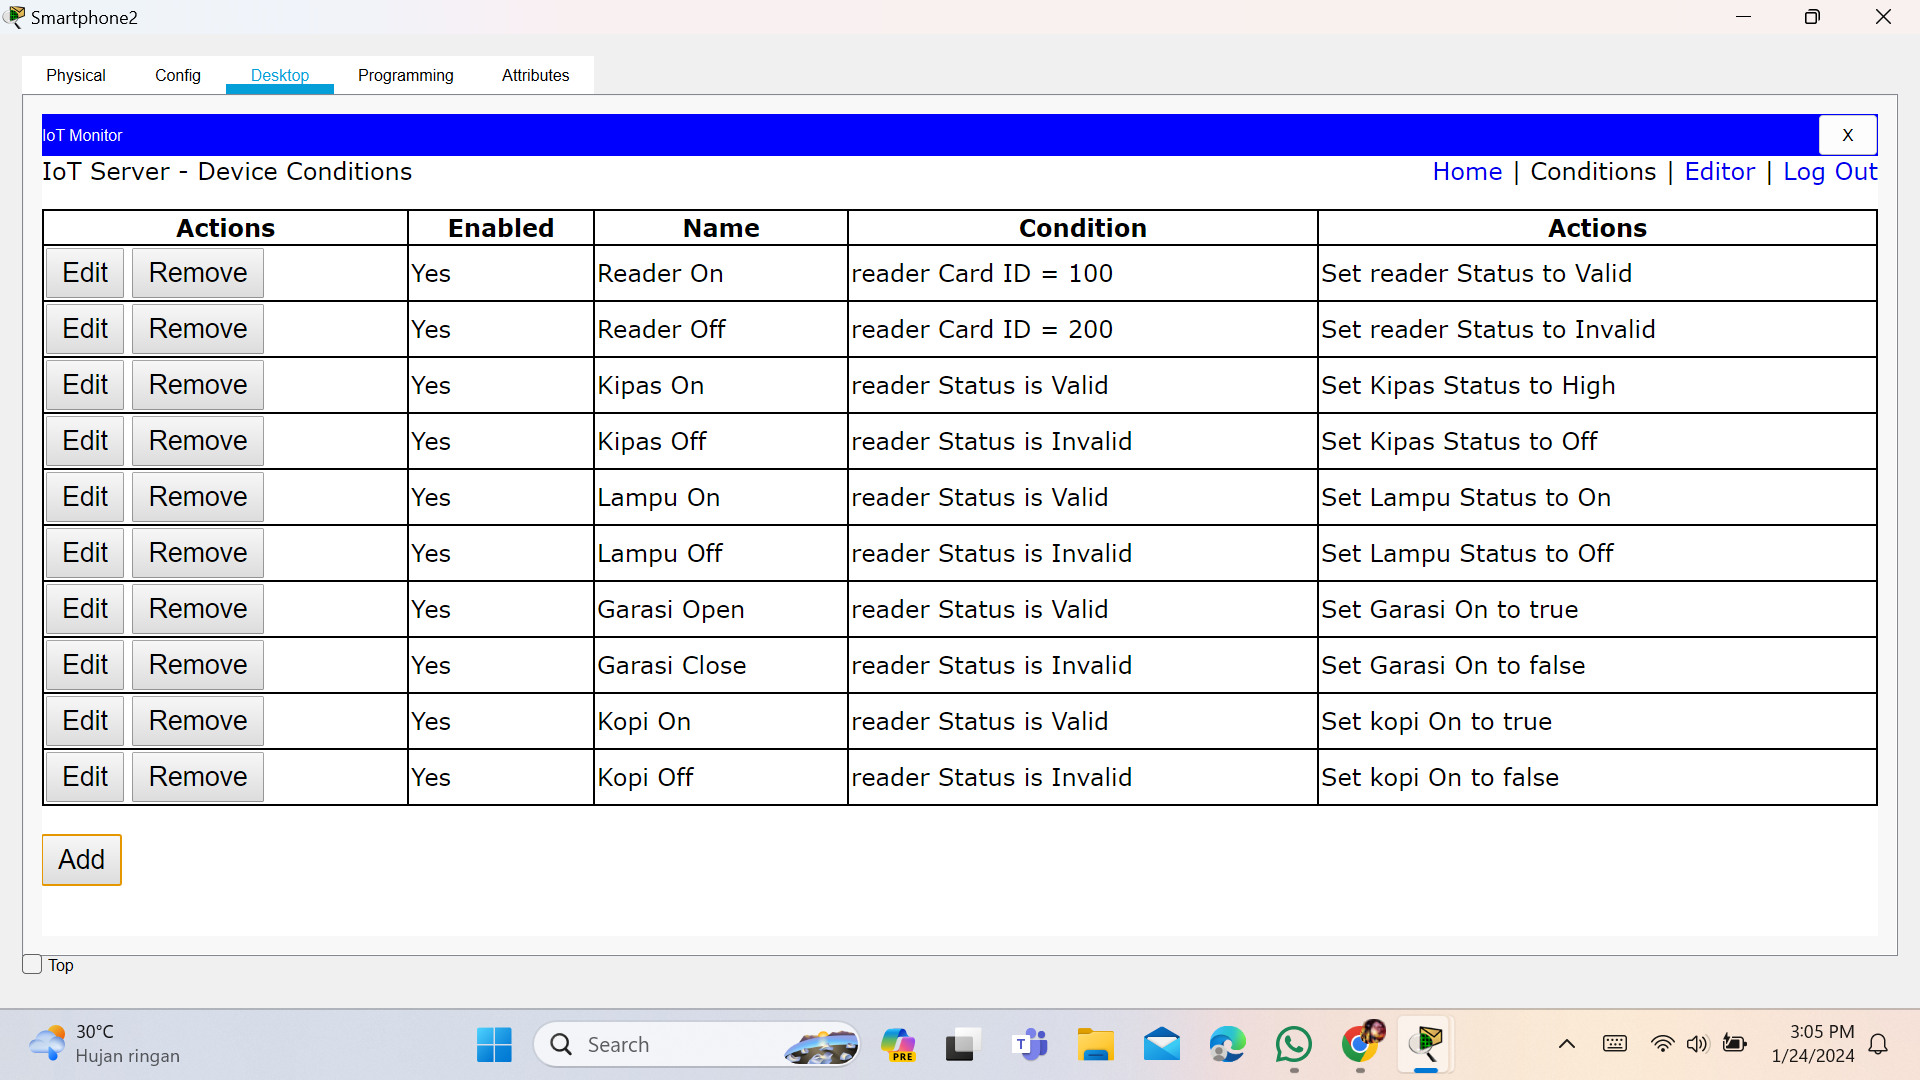 Smartphone2
Physical Config Desktop Programming Attributes
IoT Monitor X
IoT Server - Device Conditions Home | Conditions | Editor | Log Out
Actions Enabled Name Condition Actions
Edit Remove Yes Reader On reader Card ID = 100 Set reader Status to Valid
Edit Remove Yes Reader Off reader Card ID = 200 Set reader Status to Invalid
Edit Remove Yes Kipas On reader Status is Valid Set Kipas Status to High
Edit Remove Yes Kipas Off reader Status is Invalid Set Kipas Status to Off
Edit Remove Yes Lampu On reader Status is Valid Set Lampu Status to On
Edit Remove Yes Lampu Off reader Status is Invalid Set Lampu Status to Off
Edit Remove Yes Garasi Open reader Status is Valid Set Garasi On to true
Edit Remove Yes Garasi Close reader Status is Invalid Set Garasi On to false
Edit Remove Yes Kopi On reader Status is Valid Set kopi On to true
Edit Remove Yes Kopi Off reader Status is Invalid Set kopi On to false
Add
Top
30°C
Hujan ringan
Search
PRE
T
3:05 PM
1/24/2024